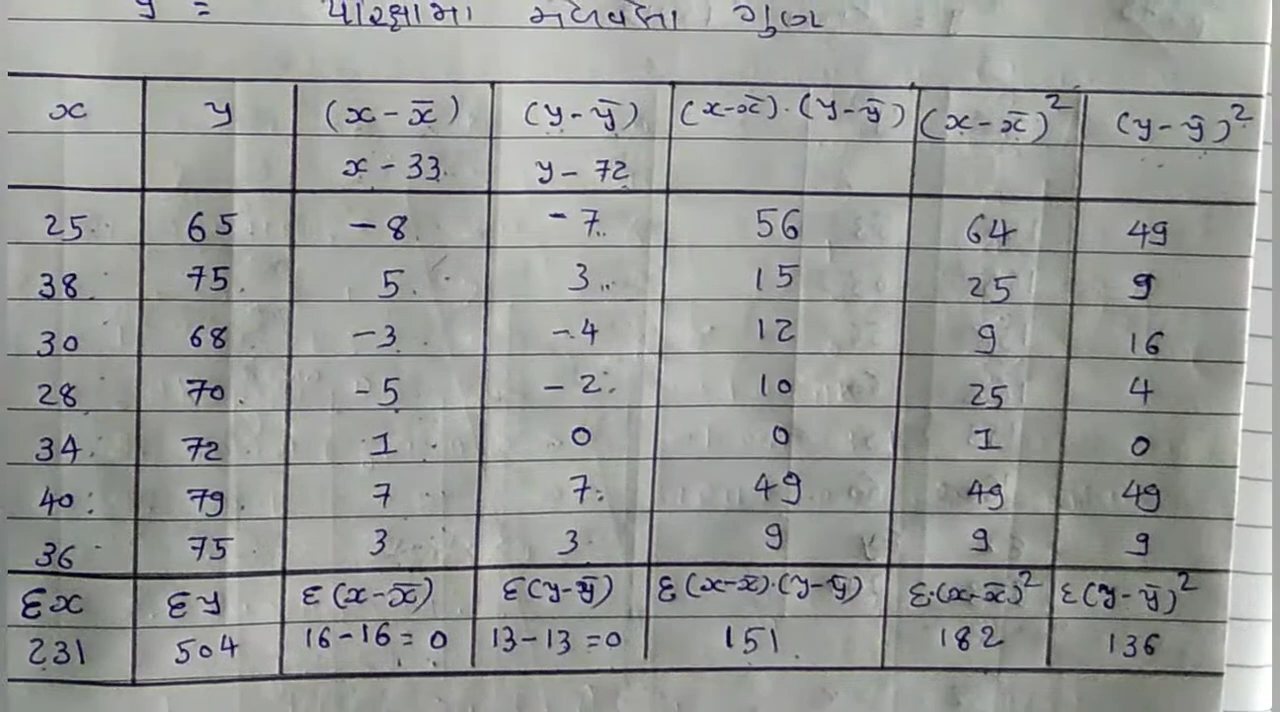 y = પરીક્ષામાં મેળવેલા ગુણ
x y (x - x̄) (y - ȳ) (x-x̄).(y-ȳ) (x-x̄)² (y-ȳ)²
x - 33 y - 72
25 65 -8 -7 56 64 49
38 75 5 3 15 25 9
30 68 -3 -4 12 9 16
28 70 -5 -2 10 25 4
34 72 1 0 0 1 0
40 79 7 7 49 49 49
36 75 3 3 9 9 9
Σx Σy Σ(x-x̄) Σ(y-ȳ) Σ(x-x̄).(y-ȳ) Σ.(x-x̄)² Σ(y-ȳ)²
231 504 16-16=0 13-13=0 151 182 136